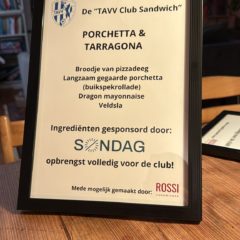 De "TAVV Club Sandwich"
PORCHETTA &
TARRAGONA
Broodje van pizzadeeg
Langzaam gegaarde porchetta
(buikspekrollade)
Dragon mayonnaise
Veldsla
Ingrediënten gesponsord door:
SONDAG
opbrengst volledig voor de club!
Mede mogelijk gemaakt door:
ROSSI